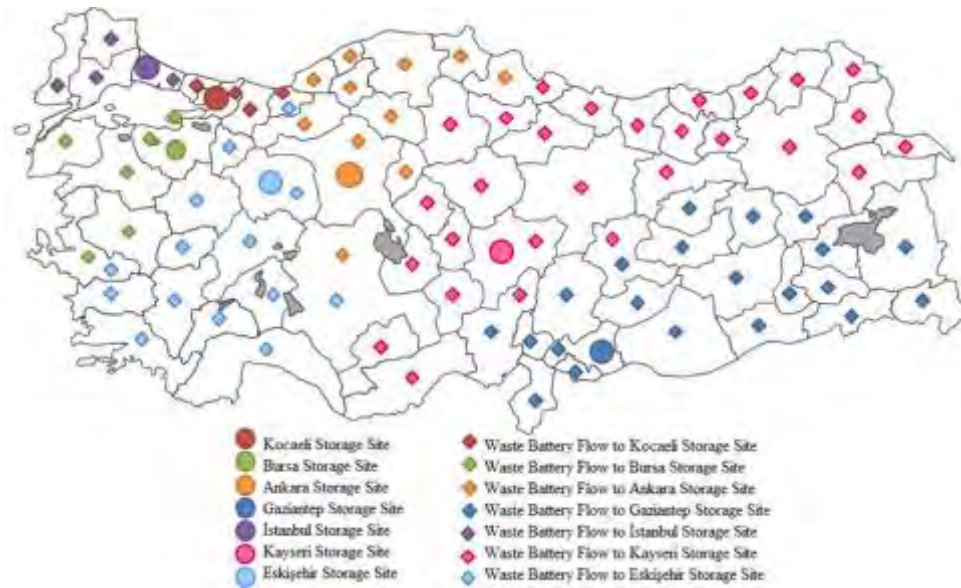 Kocaeli Storage Site
Bursa Storage Site
Ankara Storage Site
Gaziantep Storage Site
İstanbul Storage Site
Kayseri Storage Site
Eskişehir Storage Site
Waste Battery Flow to Kocaeli Storage Site
Waste Battery Flow to Bursa Storage Site
Waste Battery Flow to Ankara Storage Site
Waste Battery Flow to Gaziantep Storage Site
Waste Battery Flow to İstanbul Storage Site
Waste Battery Flow to Kayseri Storage Site
Waste Battery Flow to Eskişehir Storage Site